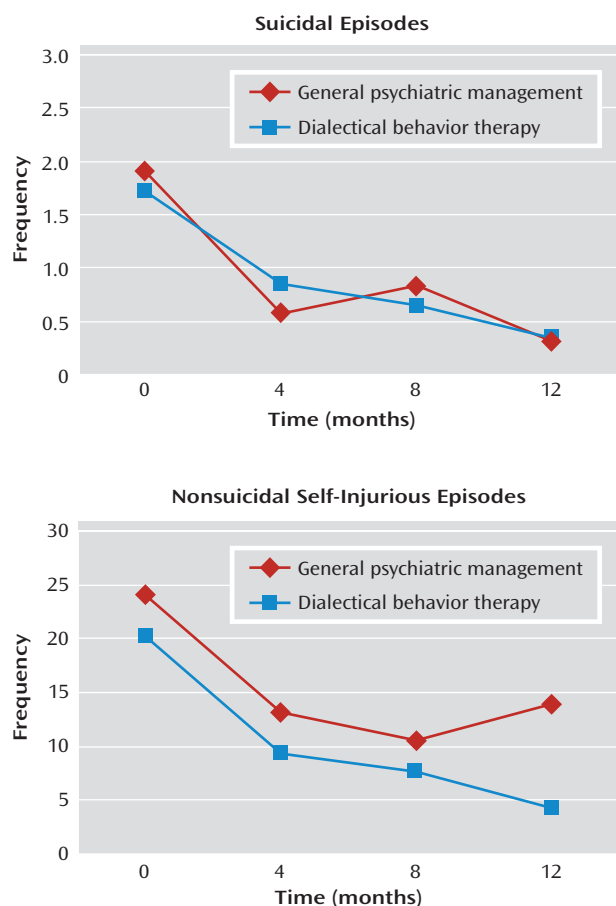 Suicidal Episodes
3.0
General psychiatric management
2.5
Dialectical behavior therapy
2.0
1.5
1.0
0.5
0
Frequency
0 4 8 12
Time (months)
Nonsuicidal Self-Injurious Episodes
30
General psychiatric management
25
Dialectical behavior therapy
20
15
10
5
0
Frequency
0 4 8 12
Time (months)